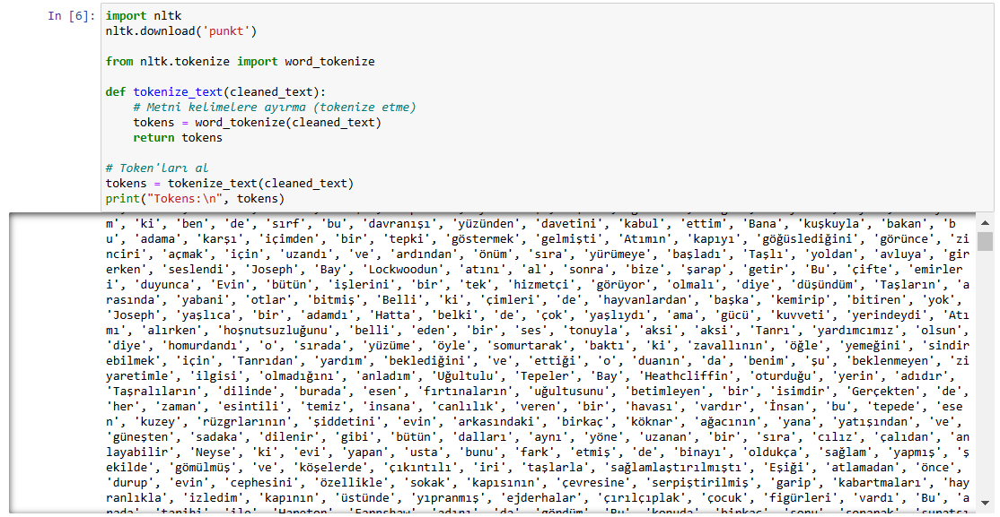 In [6]: import nltk
nltk.download('punkt')
from nltk.tokenize import word_tokenize
def tokenize_text(cleaned_text):
# Metni kelimelere ayırma (tokenize etme)
tokens = word_tokenize(cleaned_text)
return tokens
# Token'ları al
tokens = tokenize_text(cleaned_text)
print("Tokens:\n", tokens)
m', 'ki', 'ben', 'de', 'sırf', 'bu', 'davranışı', 'yüzünden', 'davetini', 'kabul', 'ettim', 'Bana', 'kuşkuyla', 'bakan', 'b
u', 'adama', 'karşı', 'içimden', 'bir', 'tepki', 'göstermek', 'gelmişti', 'Atımın', 'kapıyı', 'göğüslediğini', 'görünce', 'zi
nciri', 'açmak', 'için', 'uzandı', 've', 'ardından', 'önüm', 'sıra', 'yürümeye', 'başladı', 'Taşlı', 'yoldan', 'avluya', 'gir
erken', 'seslendi', 'Joseph', 'Bay', 'Lockwoodun', 'atını', 'al', 'sonra', 'bize', 'şarap', 'getir', 'Bu', 'çifte', 'emirler
i', 'duyunca', 'Evin', 'bütün', 'işlerini', 'bir', 'tek', 'hizmetçi', 'görüyor', 'olmalı', 'diye', 'düşündüm', 'Taşların', 'a
rasında', 'yabani', 'otlar', 'bitmiş', 'Belli', 'ki', 'çimleri', 'de', 'hayvanlardan', 'başka', 'kemirip', 'bitiren', 'yok',
'Joseph', 'yaşlıca', 'bir', 'adamdı', 'Hatta', 'belki', 'de', 'çok', 'yaşlıydı', 'ama', 'gücü', 'kuvveti', 'yerindeydi', 'Atı
mı', 'alırken', 'hoşnutsuzluğunu', 'belli', 'eden', 'bir', 'ses', 'tonuyla', 'aksi', 'aksi', 'Tanrı', 'yardımcımız', 'olsun',
'diye', 'homurdandı', 'o', 'sırada', 'yüzüme', 'öyle', 'somurtarak', 'baktı', 'ki', 'zavallının', 'öğle', 'yemeğini', 'sindir
ebilmek', 'için', 'Tanrıdan', 'yardım', 'beklediğini', 've', 'ettiği', 'o', 'duanın', 'da', 'benim', 'şu', 'beklenmeyen', 'zi
yaretimle', 'ilgisi', 'olmadığını', 'anladım', 'Uğultulu', 'Tepeler', 'Bay', 'Heathcliffin', 'oturduğu', 'yerin', 'adıdır',
'Taşralıların', 'dilinde', 'burada', 'esen', 'fırtınaların', 'uğultusunu', 'betimleyen', 'bir', 'isimdir', 'Gerçekten', 'de',
'her', 'zaman', 'esintili', 'temiz', 'insana', 'canlılık', 'veren', 'bir', 'havası', 'vardır', 'İnsan', 'bu', 'tepede', 'ese
n', 'kuzey', 'rüzgrlarının', 'şiddetini', 'evin', 'arkasındaki', 'birkaç', 'köknar', 'ağacının', 'yana', 'yatışından', 've',
'güneşten', 'sadaka', 'dilenir', 'gibi', 'bütün', 'dalları', 'aynı', 'yöne', 'uzanan', 'bir', 'sıra', 'cılız', 'çalıdan', 'an
layabilir', 'Neyse', 'ki', 'evi', 'yapan', 'usta', 'bunu', 'fark', 'etmiş', 'de', 'binayı', 'oldukça', 'sağlam', 'yapmış', 'ş
ekilde', 'gömülmüş', 've', 'köşelerde', 'çıkıntılı', 'iri', 'taşlarla', 'sağlamlaştırılmıştı', 'Eşiği', 'atlamadan', 'önce',
'durup', 'evin', 'cephesini', 'özellikle', 'sokak', 'kapısının', 'çevresine', 'serpiştirilmiş', 'garip', 'kabartmaları', 'hay
ranlıkla', 'izledim', 'kapının', 'üstünde', 'yıpranmış', 'ejderhalar', 'çırılçıplak', 'çocuk', 'figürleri', 'vardı', 'Bu', 'a